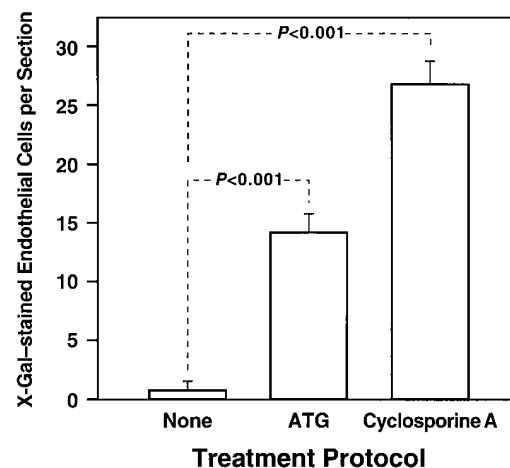 X-Gal–stained Endothelial Cells per Section
30
25
20
15
10
5
0
P<0.001
P<0.001
None
ATG
Cyclosporine A
Treatment Protocol